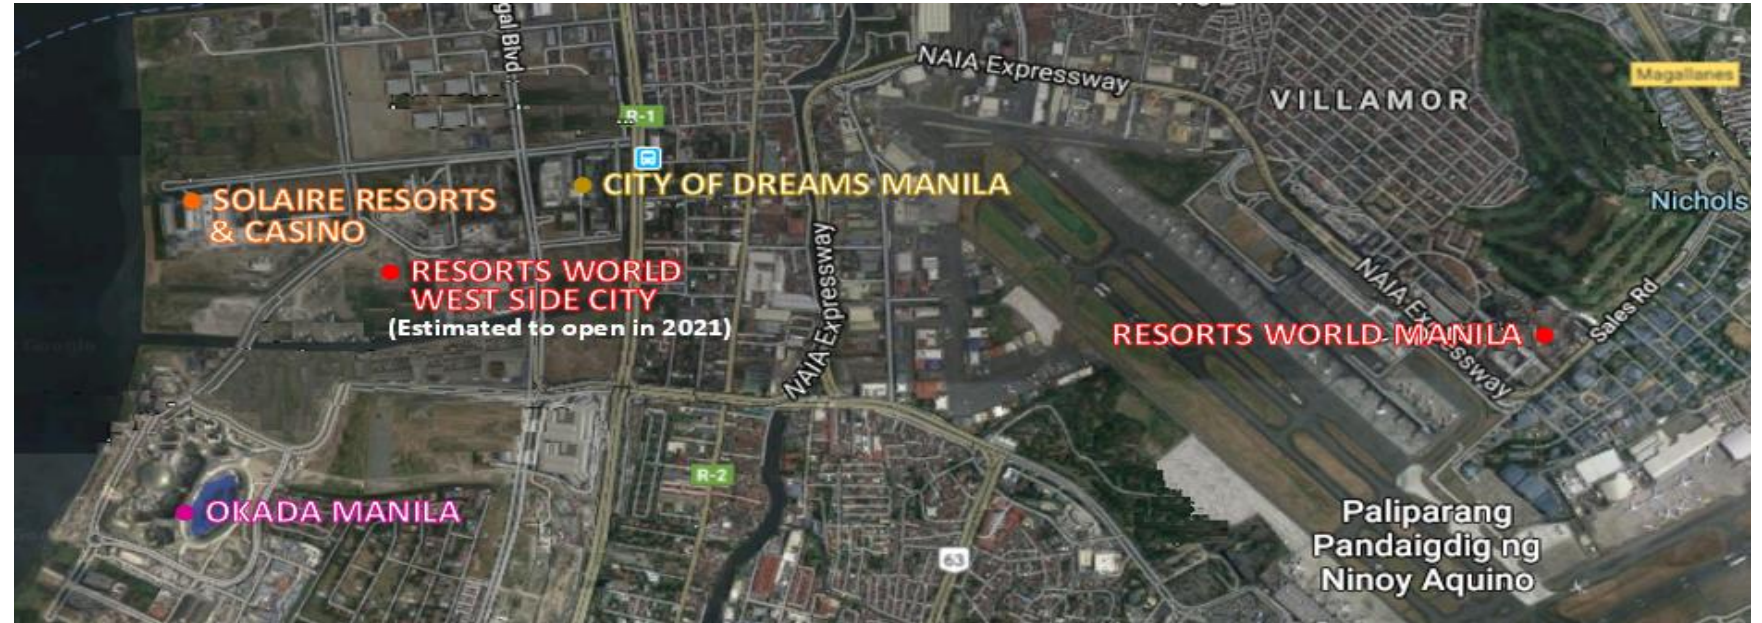 gal Blvd
NAIA Expressway
Magallanes
VILLAMOR
R-1
CITY OF DREAMS MANILA
SOLAIRE RESORTS
& CASINO
Nichols
RESORTS WORLD
WEST SIDE CITY
(Estimated to open in 2021)
NAIA Expressway
NAIA Expressway
RESORTS WORLD MANILA
Sales Rd
R-2
OKADA MANILA
63
Paliparang
Pandaigdig ng
Ninoy Aquino